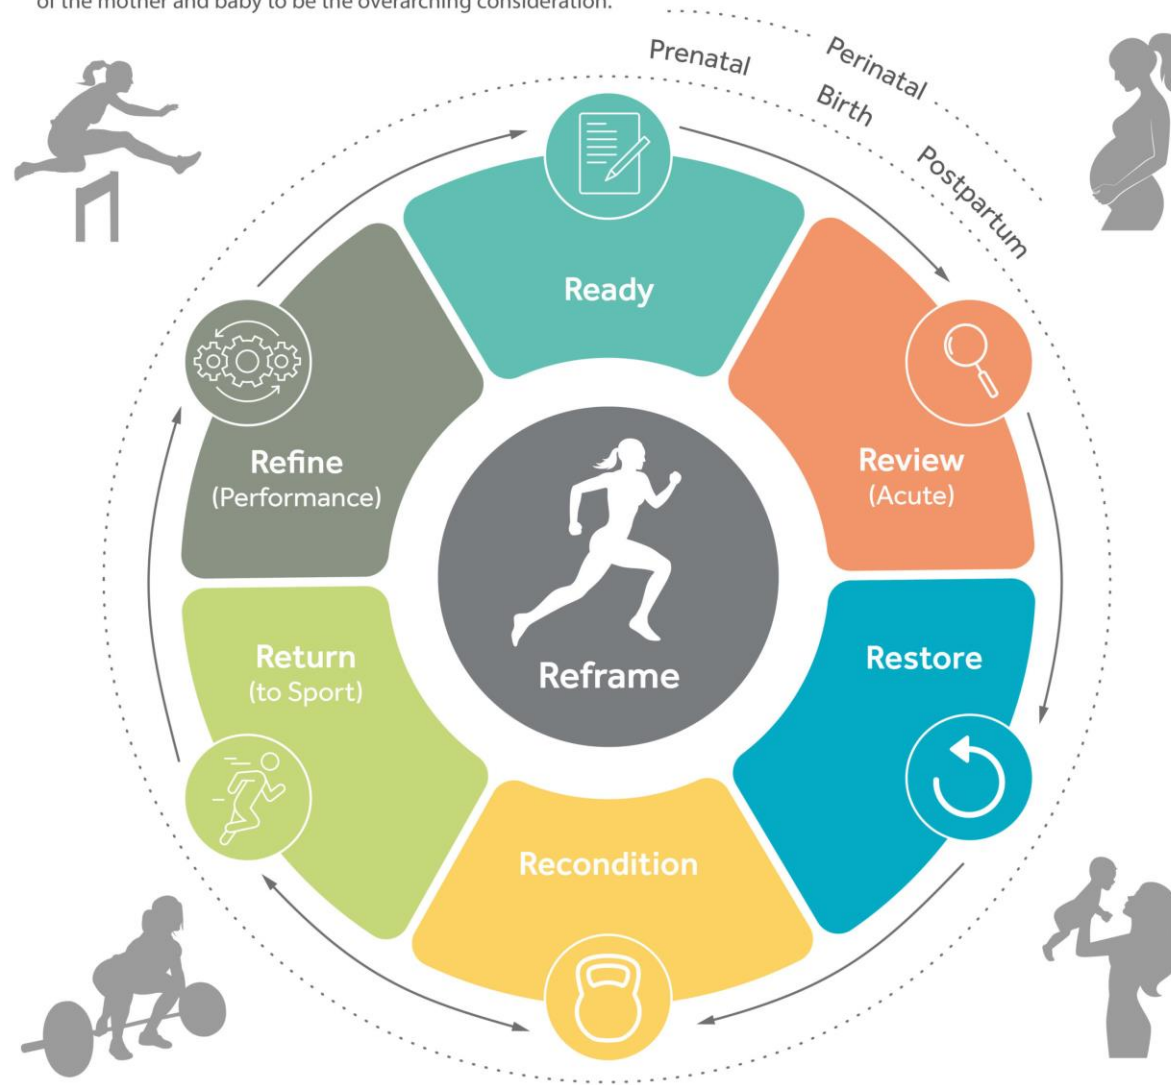 of the mother and baby to be the overarching consideration.
Prenatal
Perinatal
Birth
Postpartum
Ready
Review
(Acute)
Restore
Recondition
Return
(to Sport)
Refine
(Performance)
Reframe